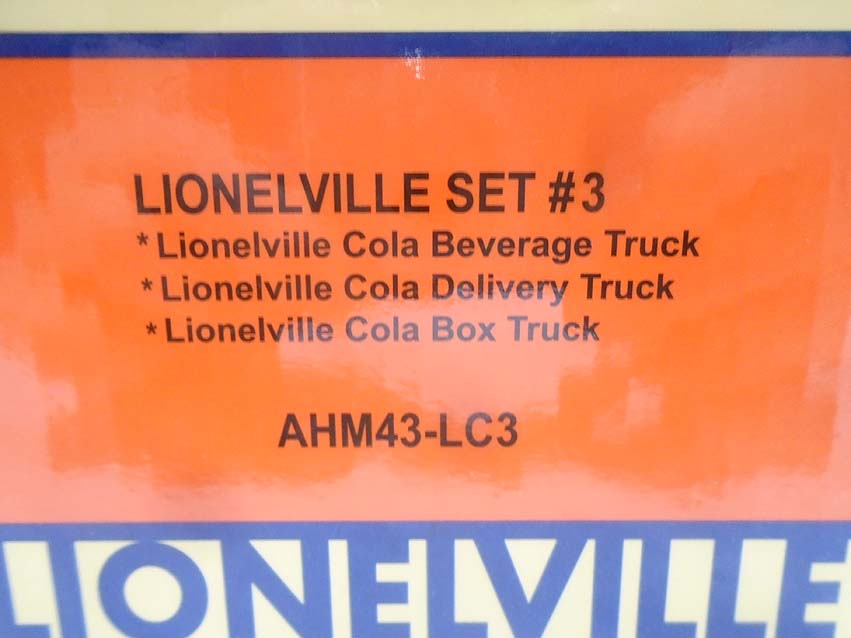 LIONELVILLE SET #3
* Lionelville Cola Beverage Truck
* Lionelville Cola Delivery Truck
* Lionelville Cola Box Truck
AHM43-LC3
LIONELVILLE